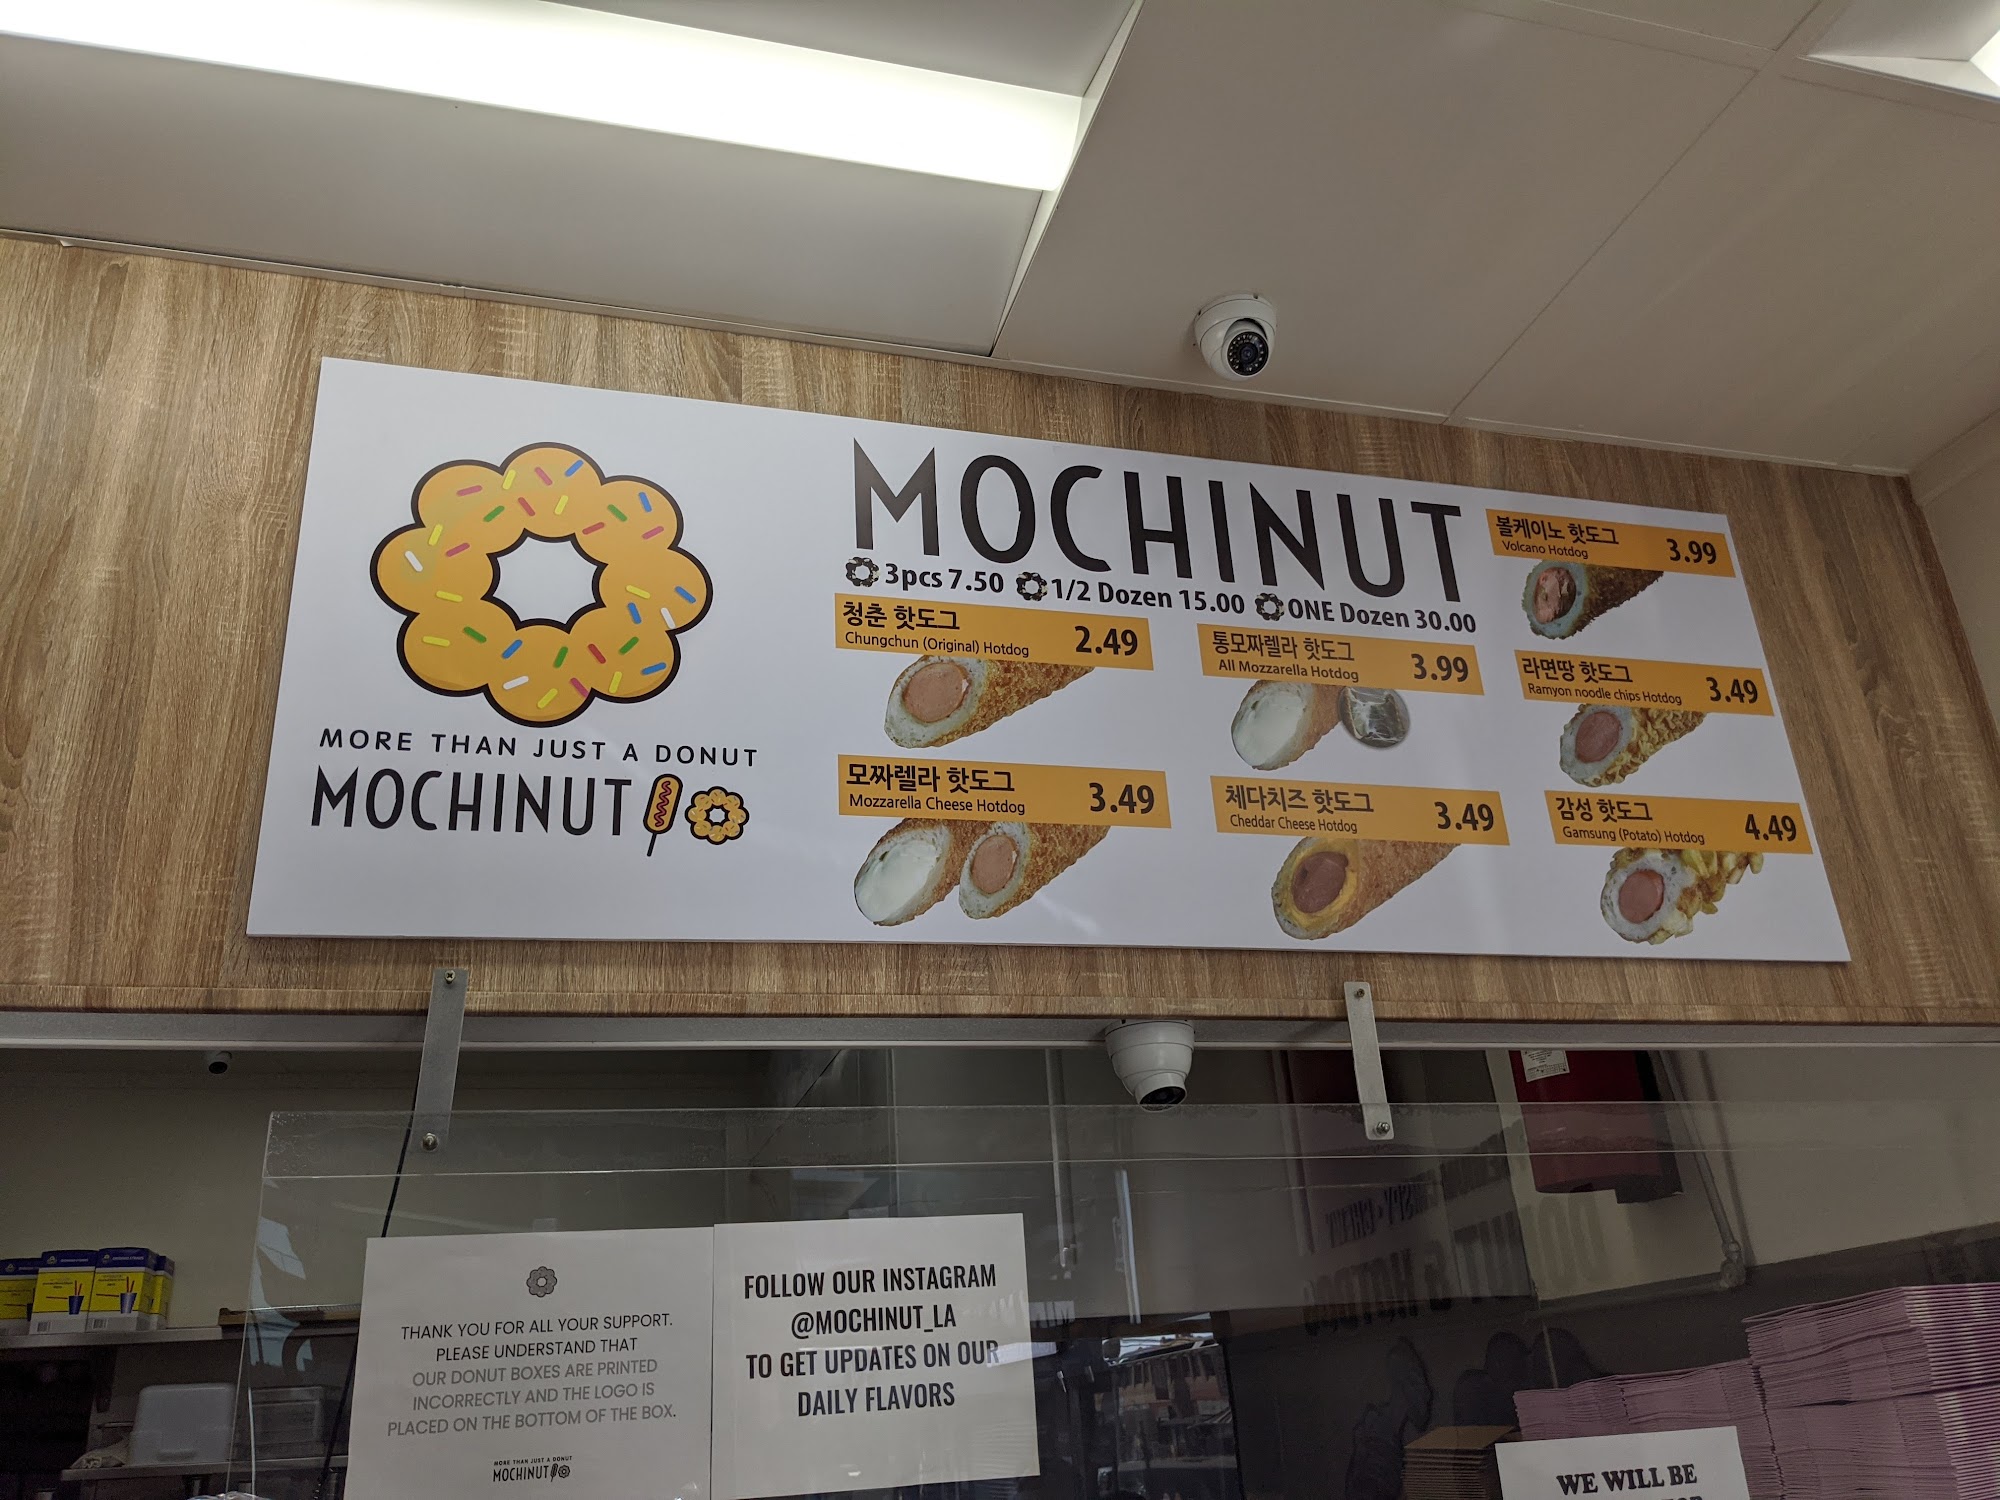 MORE THAN JUST A DONUT
MOCHINUT
MOCHINUT
3pcs 7.50 1/2 Dozen 15.00 ONE Dozen 30.00
청춘 핫도그
Chungchun (Original) Hotdog
2.49
모짜렐라 핫도그
Mozzarella Cheese Hotdog
3.49
통모짜렐라 핫도그
All Mozzarella Hotdog
3.99
체다치즈 핫도그
Cheddar Cheese Hotdog
3.49
볼케이노 핫도그
Volcano Hotdog
3.99
라면땅 핫도그
Ramyon noodle chips Hotdog
3.49
감성 핫도그
Gamsung (Potato) Hotdog
4.49
THANK YOU FOR ALL YOUR SUPPORT.
PLEASE UNDERSTAND THAT
OUR DONUT BOXES ARE PRINTED
INCORRECTLY AND THE LOGO IS
PLACED ON THE BOTTOM OF THE BOX.
MORE THAN JUST A DONUT
MOCHINUT
FOLLOW OUR INSTAGRAM
@MOCHINUT_LA
TO GET UPDATES ON OUR
DAILY FLAVORS
WE WILL BE